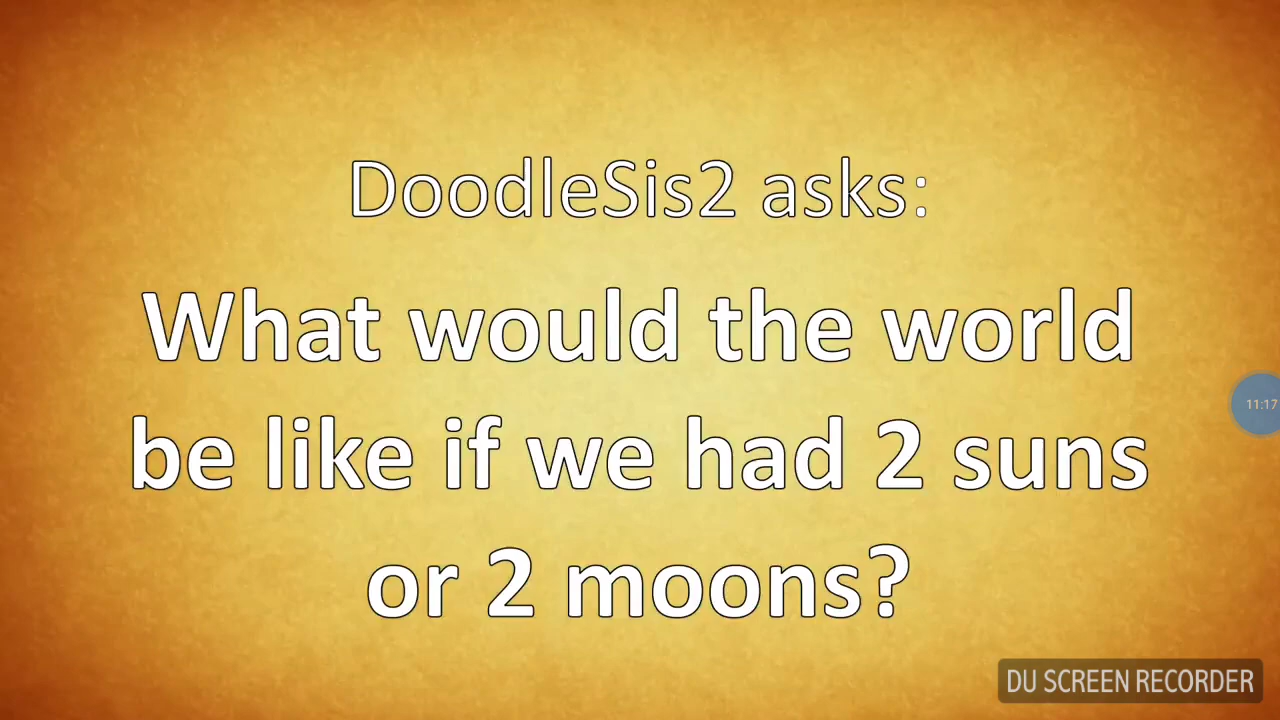 DoodleSis2 asks:
What would the world
be like if we had 2 suns
or 2 moons?
11:17
DU SCREEN RECORDER